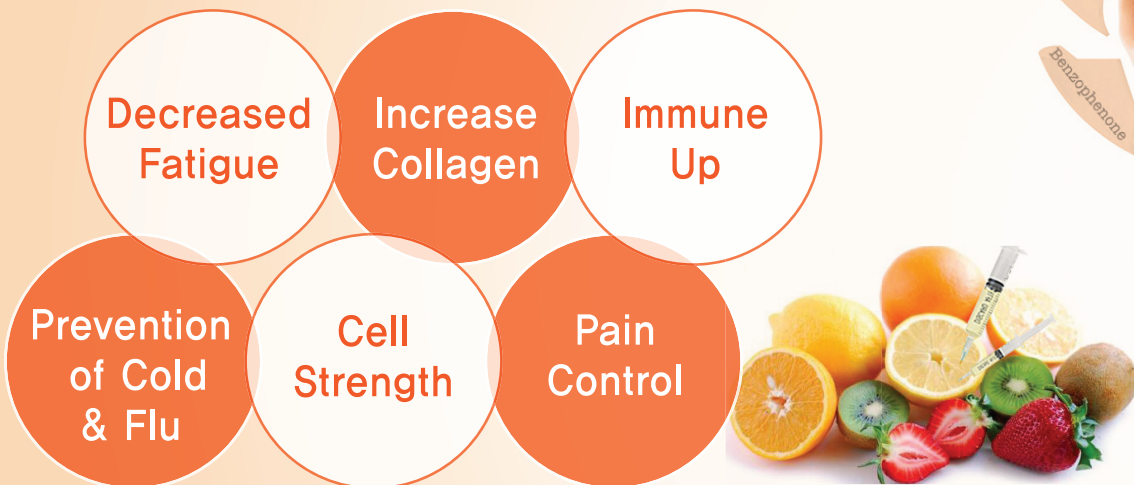 Decreased
Fatigue
Increase
Collagen
Immune
Up
Prevention
of Cold
& Flu
Cell
Strength
Pain
Control
Benzophenone